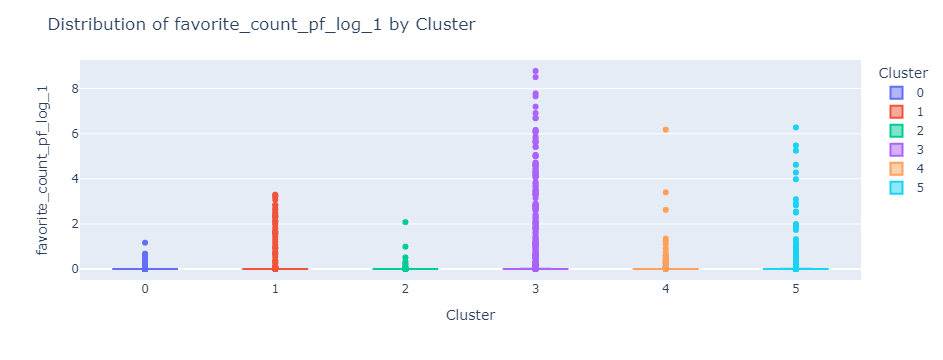 Distribution of favorite_count_pf_log_1 by Cluster
favorite_count_pf_log_1
8
6
4
2
0
0 1 2 3 4 5
Cluster
Cluster
0
1
2
3
4
5